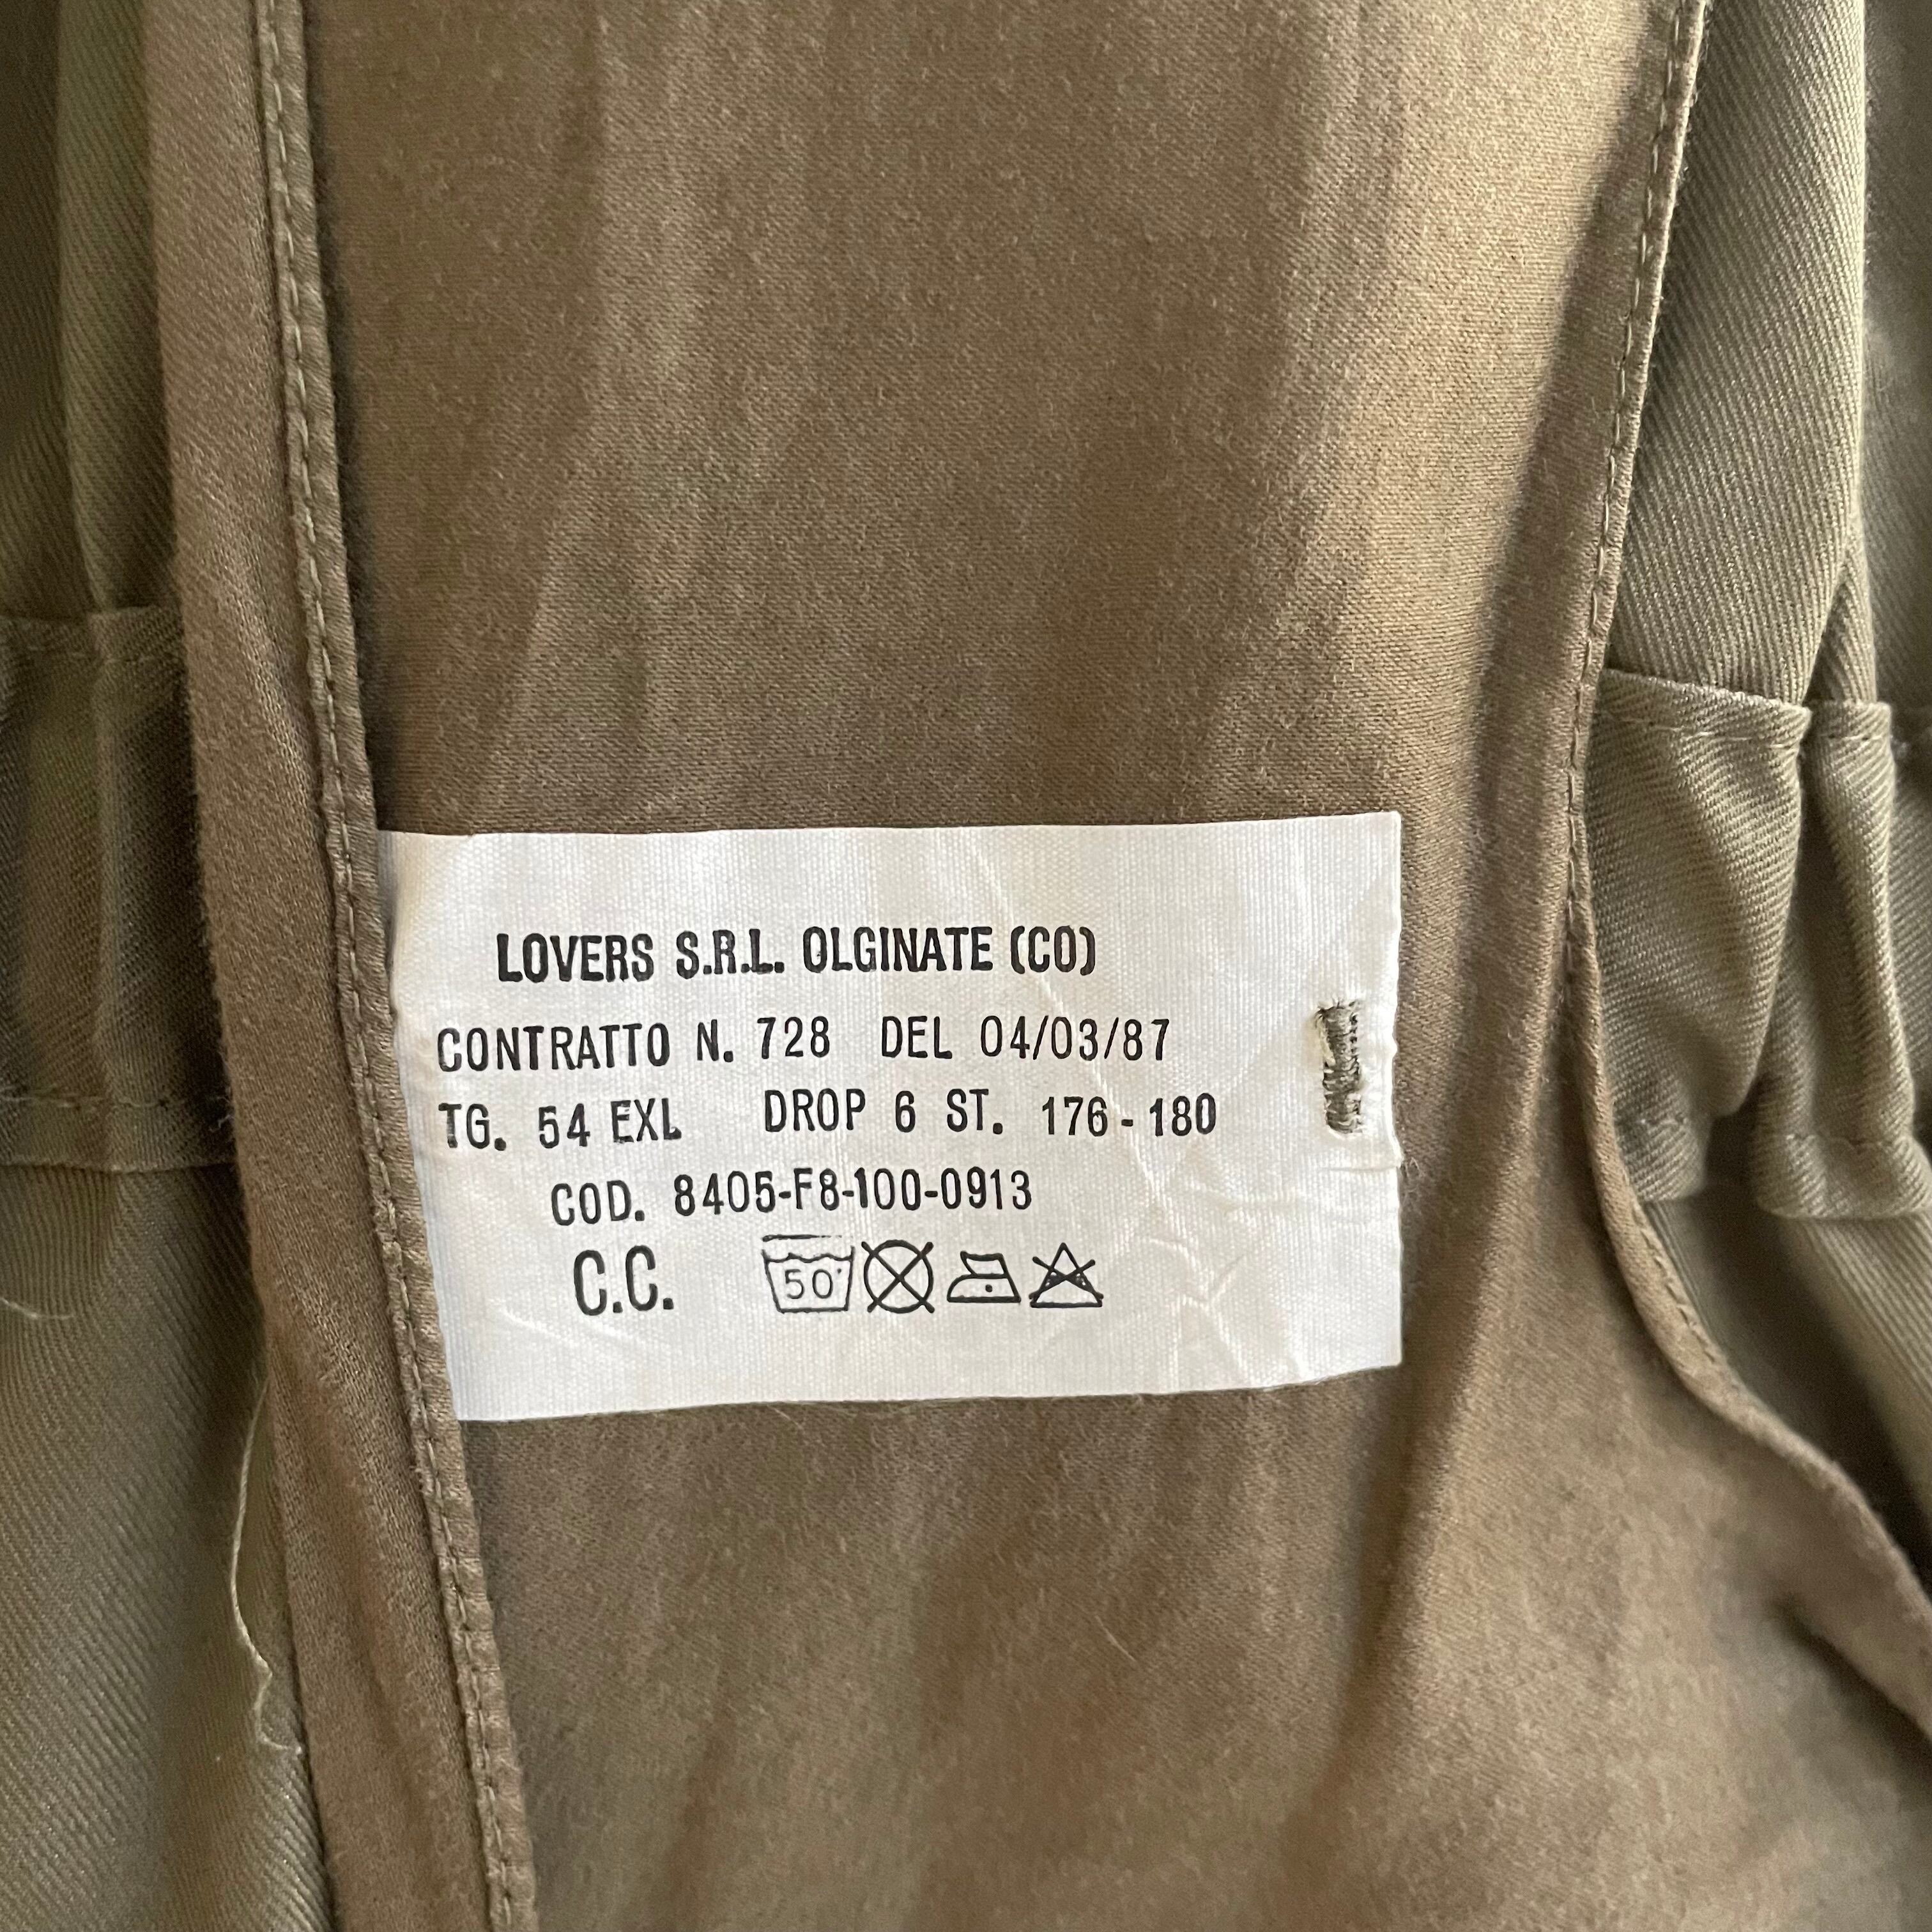 LOVERS S.R.L. OLGINATE (CO)
CONTRATTO N. 728 DEL 04/03/87
TG. 54 EXL DROP 6 ST. 176-180
COD. 8405-F8-100-0913
C.C. 50°